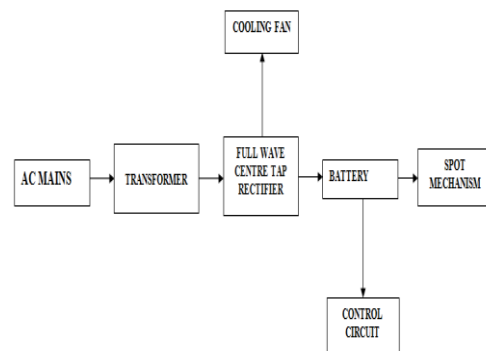 COOLING FAN
AC MAINS
TRANSFORMER
FULL WAVE
CENTRE TAP
RECTIFIER
BATTERY
SPOT
MECHANISM
CONTROL
CIRCUIT